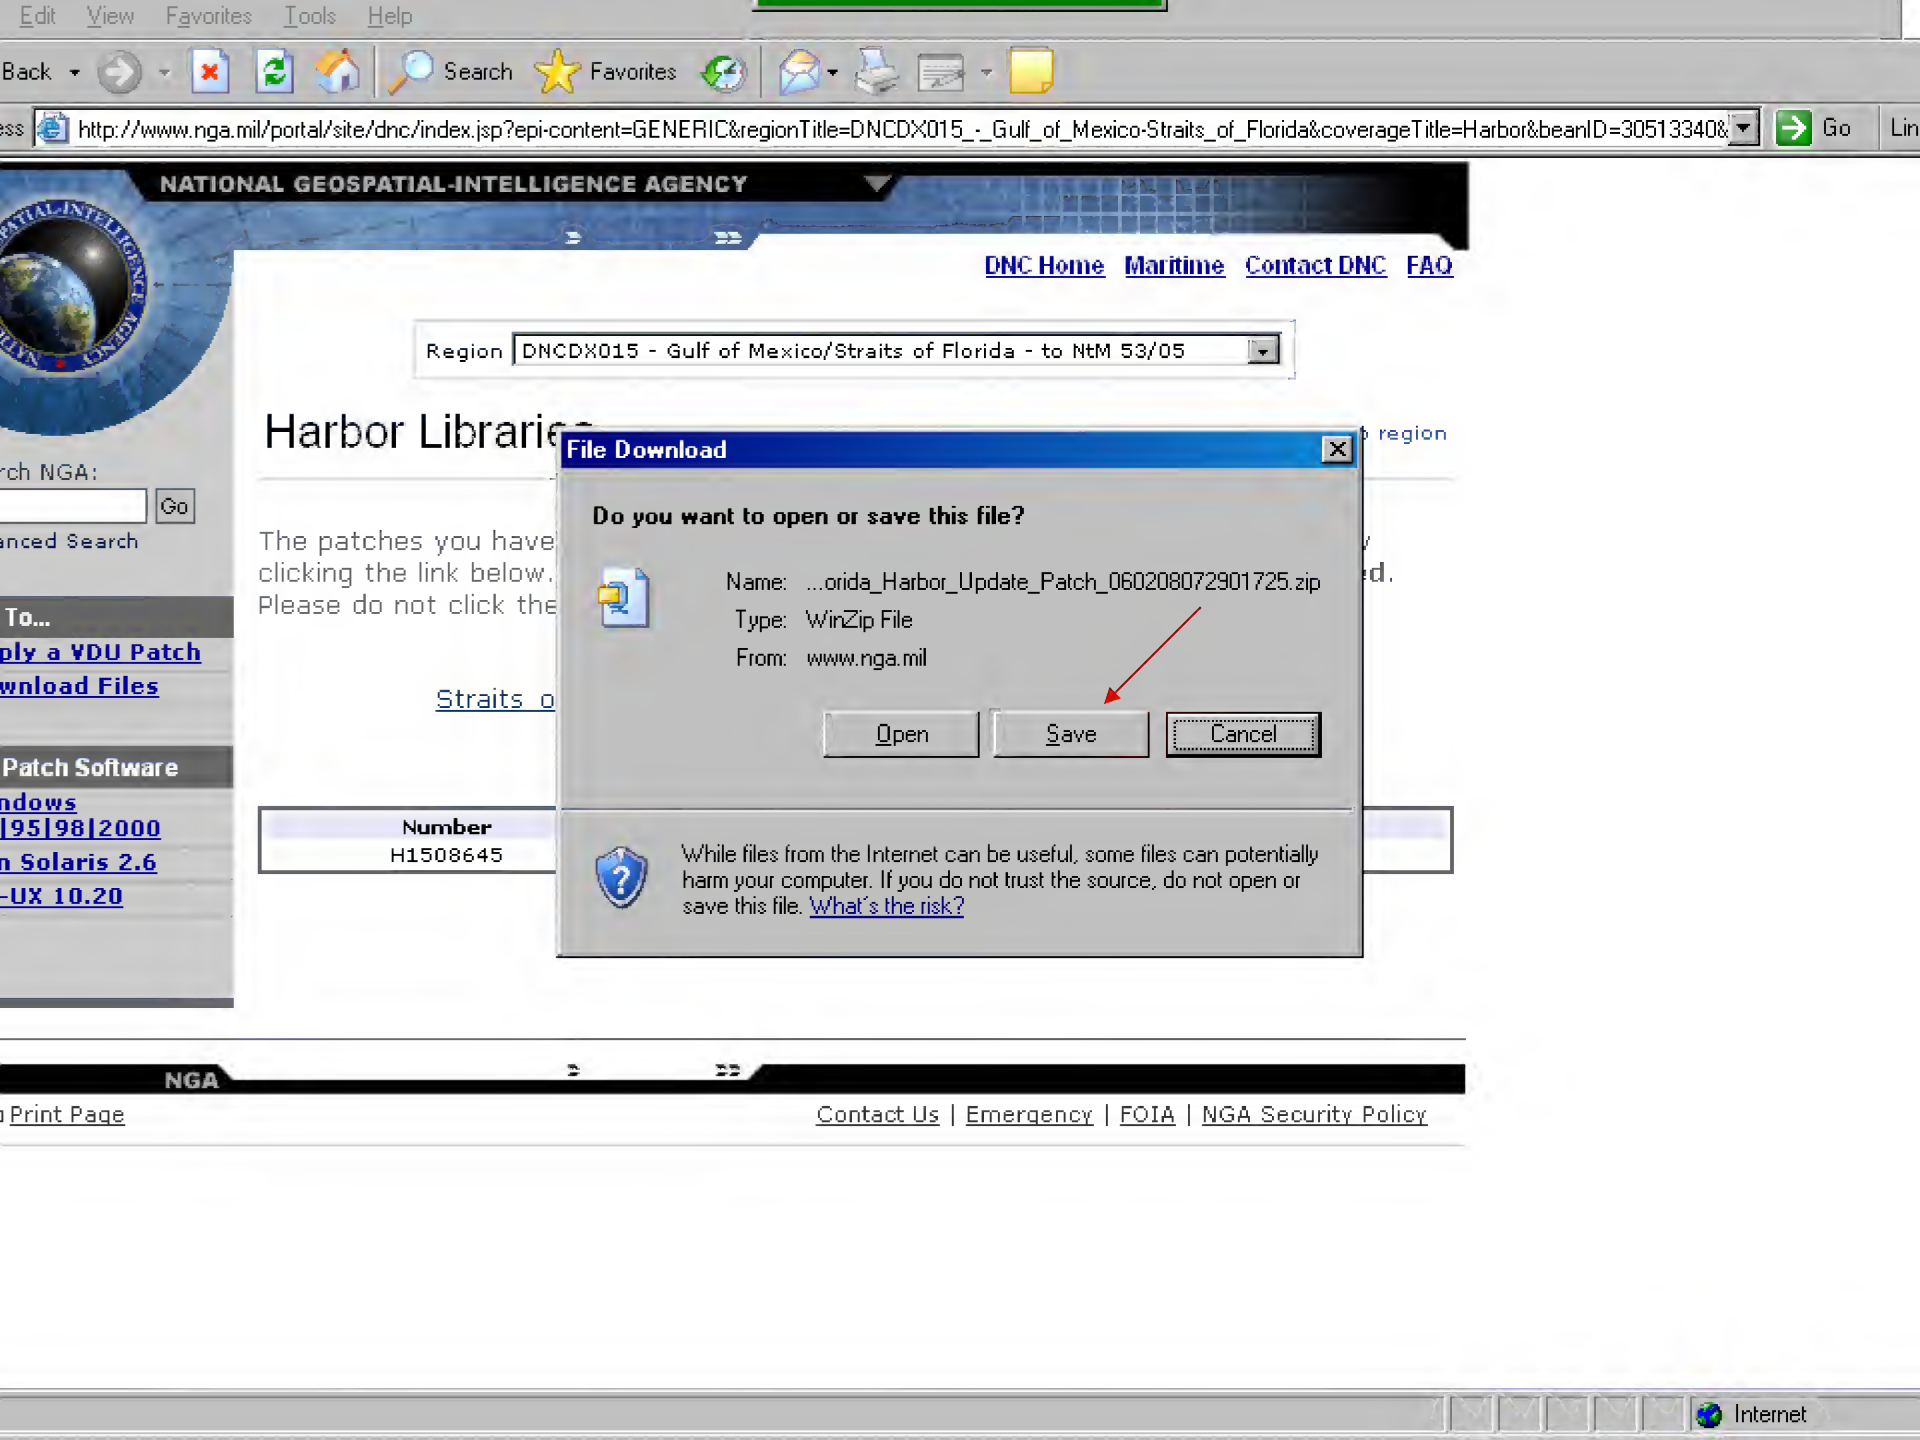 Edit View Favorites Tools Help
Back Search Favorites
ess http://www.nga.mil/portal/site/dnc/index.jsp?epi-content=GENERIC&regionTitle=DNCDX015_-_Gulf_of_Mexico-Straits_of_Florida&coverageTitle=Harbor&beanID=30513340& Go Lin
NATIONAL GEOSPATIAL-INTELLIGENCE AGENCY
DNC Home Maritime Contact DNC FAQ
Region DNCDX015 - Gulf of Mexico/Straits of Florida - to NtM 53/05
Harbor Librarie
region
rch NGA:
Go
anced Search
The patches you have
clicking the link below. ed.
Please do not click the
To...
ply a VDU Patch
wnload Files
Straits o
Patch Software
ndows
|95|98|2000
n Solaris 2.6
-UX 10.20
Number
H1508645
File Download
Do you want to open or save this file?
Name: ...orida_Harbor_Update_Patch_060208072901725.zip
Type: WinZip File
From: www.nga.mil
Open Save Cancel
While files from the Internet can be useful, some files can potentially
harm your computer. If you do not trust the source, do not open or
save this file. What's the risk?
NGA
Print Page
Contact Us | Emergency | FOIA | NGA Security Policy
Internet